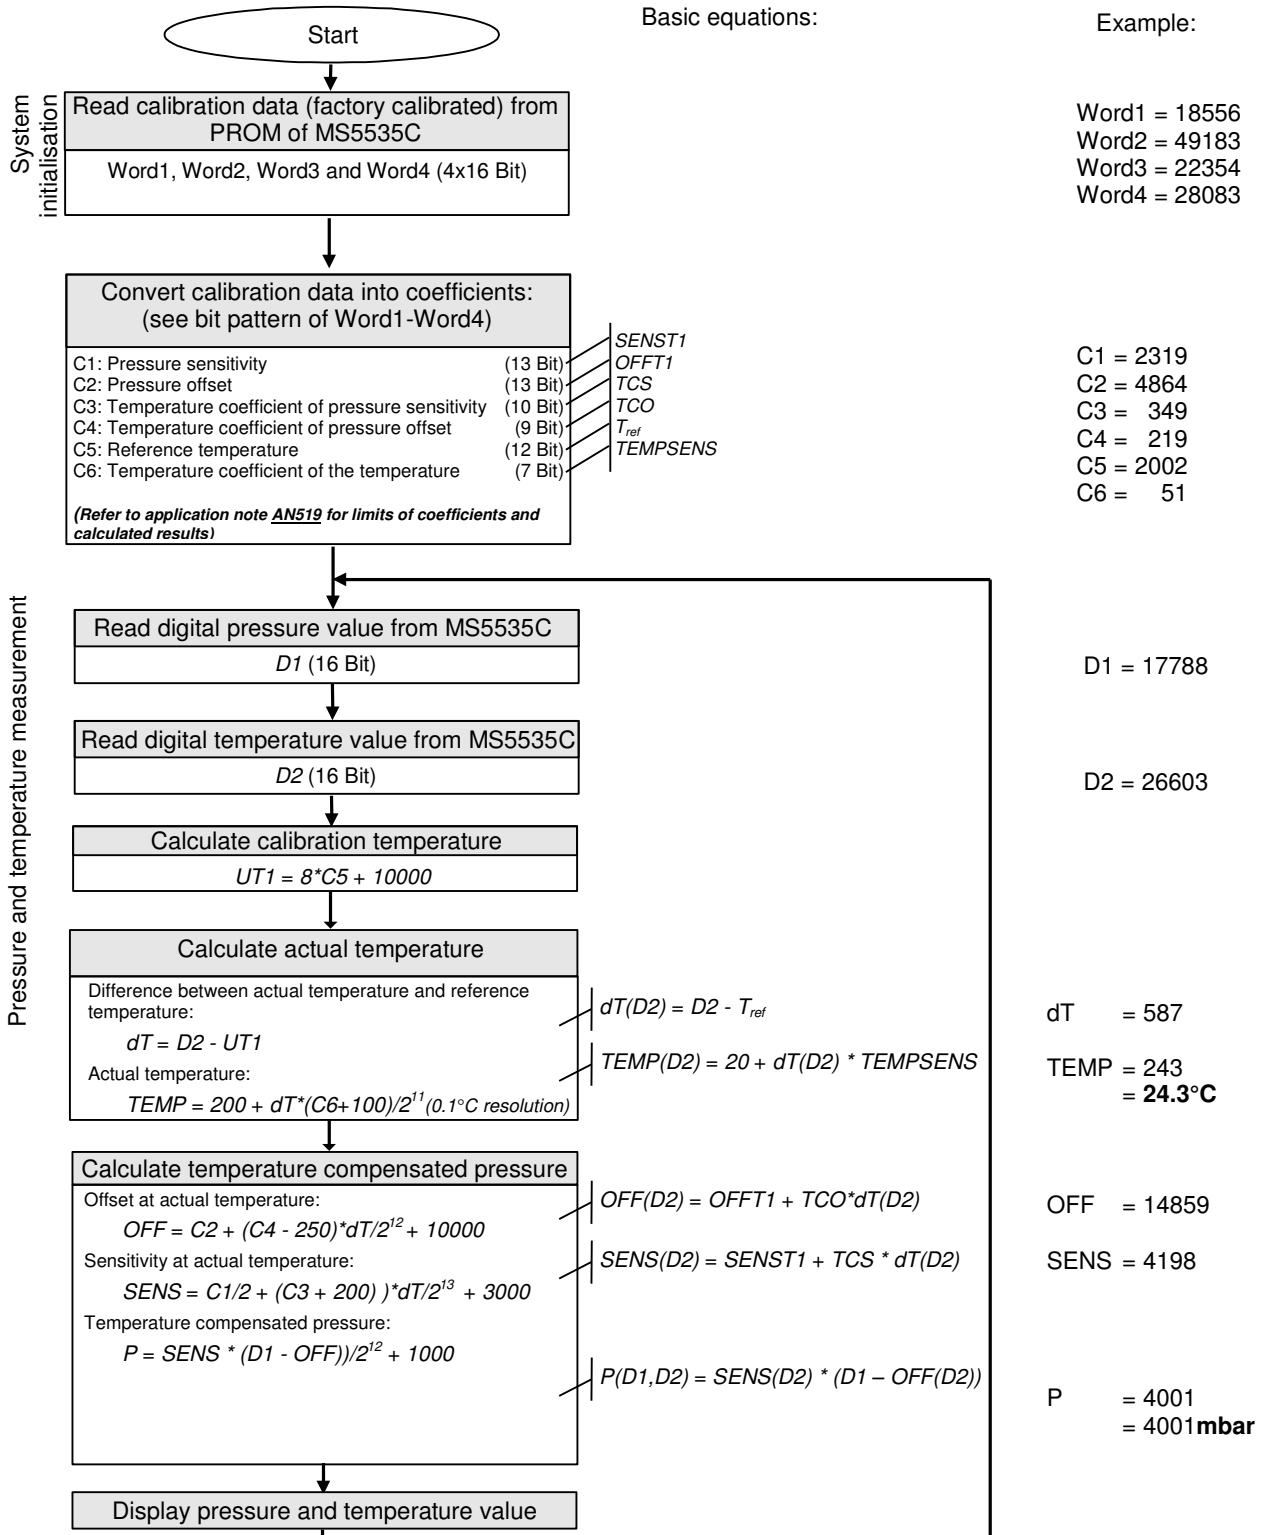 Basic equations:
Example:
Start
System
initialisation
Read calibration data (factory calibrated) from
PROM of MS5535C
Word1, Word2, Word3 and Word4 (4x16 Bit)
Word1 = 18556
Word2 = 49183
Word3 = 22354
Word4 = 28083
Convert calibration data into coefficients:
(see bit pattern of Word1-Word4)
C1: Pressure sensitivity (13 Bit) SENST1
C2: Pressure offset (13 Bit) OFFT1
C3: Temperature coefficient of pressure sensitivity (10 Bit) TCS
C4: Temperature coefficient of pressure offset (9 Bit) TCO
C5: Reference temperature (12 Bit) Tref
C6: Temperature coefficient of the temperature (7 Bit) TEMPSENS
(Refer to application note AN519 for limits of coefficients and
calculated results)
C1 = 2319
C2 = 4864
C3 = 349
C4 = 219
C5 = 2002
C6 = 51
Pressure and temperature measurement
Read digital pressure value from MS5535C
D1 (16 Bit)
D1 = 17788
Read digital temperature value from MS5535C
D2 (16 Bit)
D2 = 26603
Calculate calibration temperature
UT1 = 8*C5 + 10000
Calculate actual temperature
Difference between actual temperature and reference
temperature:
dT = D2 - UT1
dT(D2) = D2 - Tref
dT = 587
Actual temperature:
TEMP = 200 + dT*(C6+100)/2^11 (0.1°C resolution)
TEMP(D2) = 20 + dT(D2) * TEMPSENS
TEMP = 243
= 24.3°C
Calculate temperature compensated pressure
Offset at actual temperature:
OFF = C2 + (C4 - 250)*dT/2^12 + 10000
OFF(D2) = OFFT1 + TCO*dT(D2)
OFF = 14859
Sensitivity at actual temperature:
SENS = C1/2 + (C3 + 200) )*dT/2^13 + 3000
SENS(D2) = SENST1 + TCS * dT(D2)
SENS = 4198
Temperature compensated pressure:
P = SENS * (D1 - OFF))/2^12 + 1000
P(D1,D2) = SENS(D2) * (D1 – OFF(D2))
P = 4001
= 4001mbar
Display pressure and temperature value